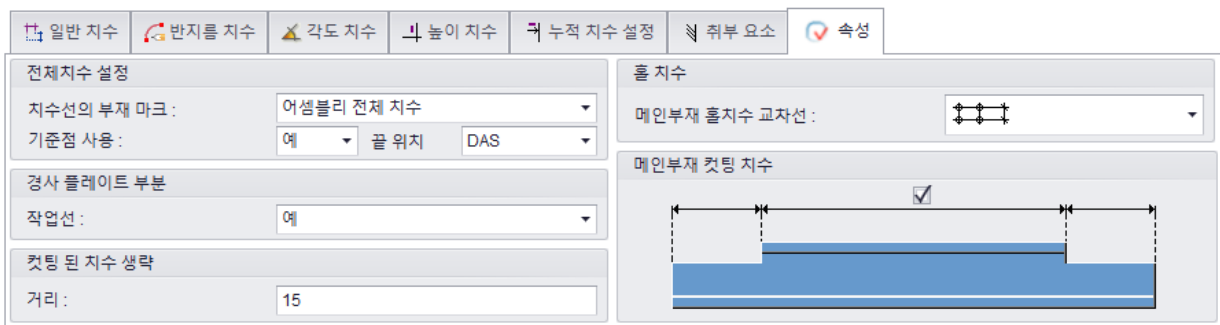 일반 치수 반지름 치수 각도 치수 높이 치수 누적 치수 설정 취부 요소 속성
전체치수 설정
치수선의 부재 마크 : 어셈블리 전체 치수
기준점 사용 : 예 끝 위치 DAS
경사 플레이트 부분
작업선 : 예
컷팅 된 치수 생략
거리 : 15
홀 치수
메인부재 홀치수 교차선 :
메인부재 컷팅 치수